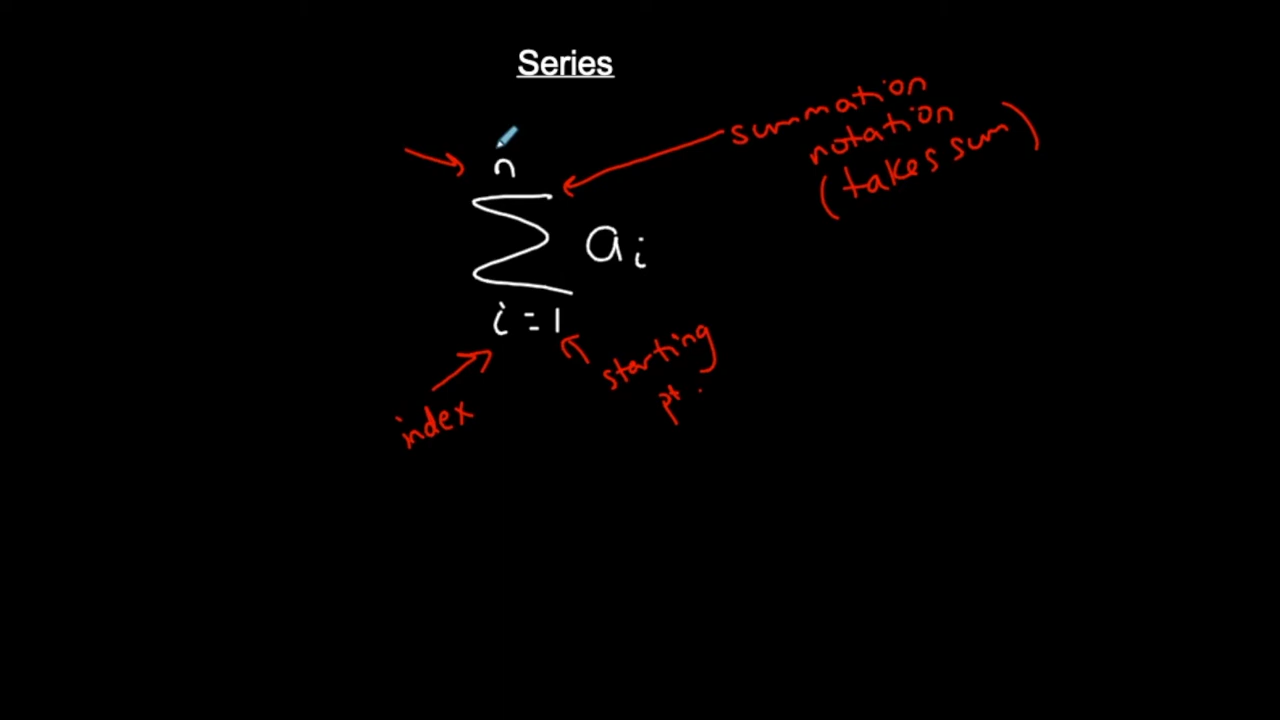 Series
summation
notation
(takes sum)
n
∑ aᵢ
i = 1
starting
pt.
index